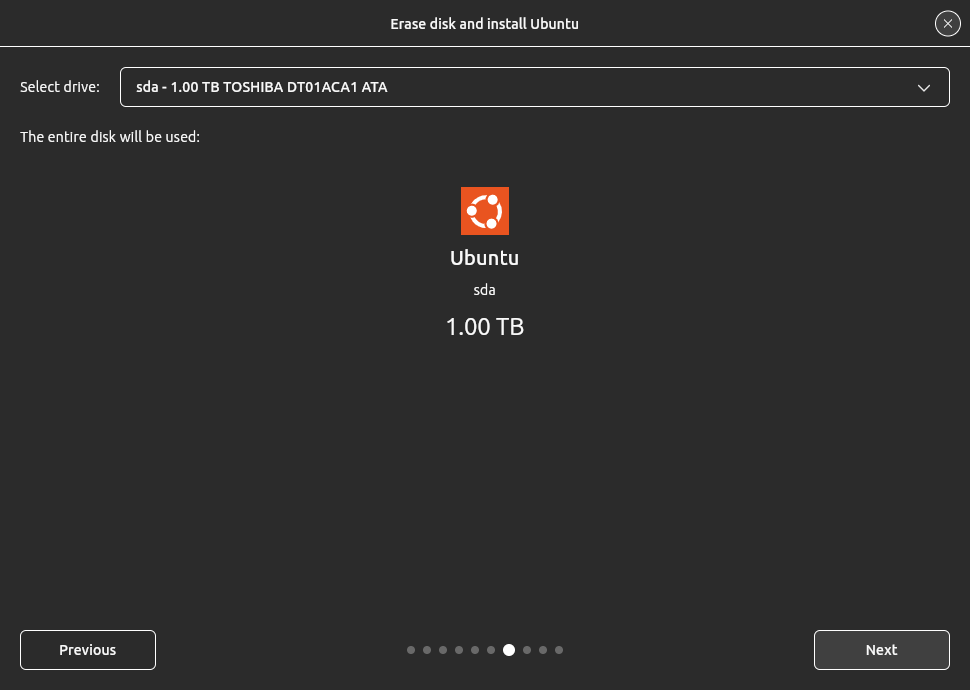 Erase disk and install Ubuntu
Select drive: sda - 1.00 TB TOSHIBA DT01ACA1 ATA
The entire disk will be used:
Ubuntu
sda
1.00 TB
Previous Next